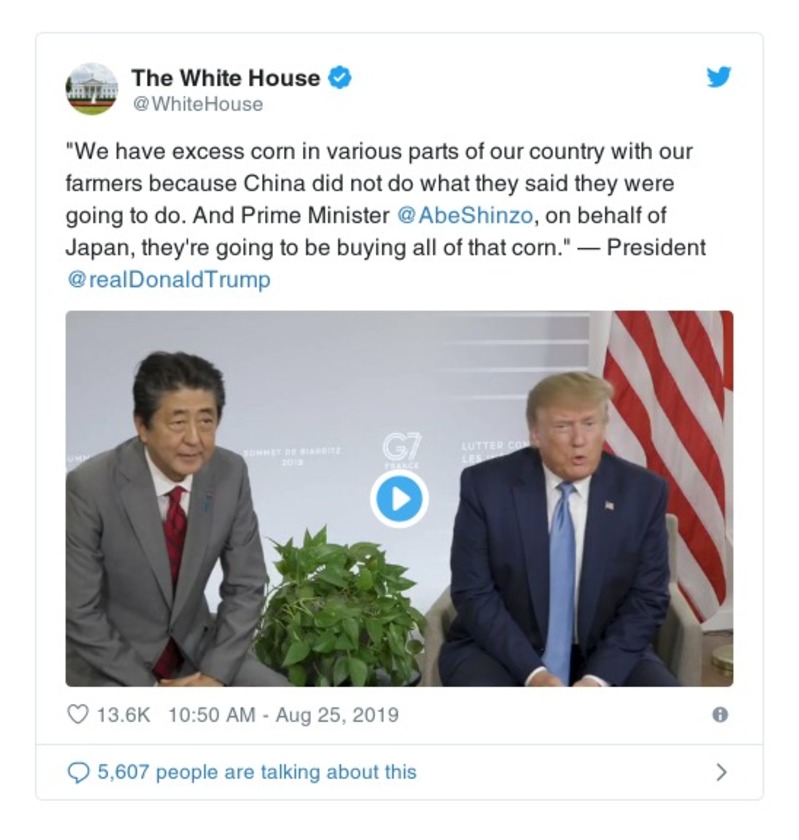 The White House
@WhiteHouse
"We have excess corn in various parts of our country with our
farmers because China did not do what they said they were
going to do. And Prime Minister @AbeShinzo, on behalf of
Japan, they're going to be buying all of that corn." — President
@realDonaldTrump
SOMMET DE BIARRITZ
2019
G7
FRANCE
LUTTER CON
LES IN
13.6K 10:50 AM - Aug 25, 2019
5,607 people are talking about this